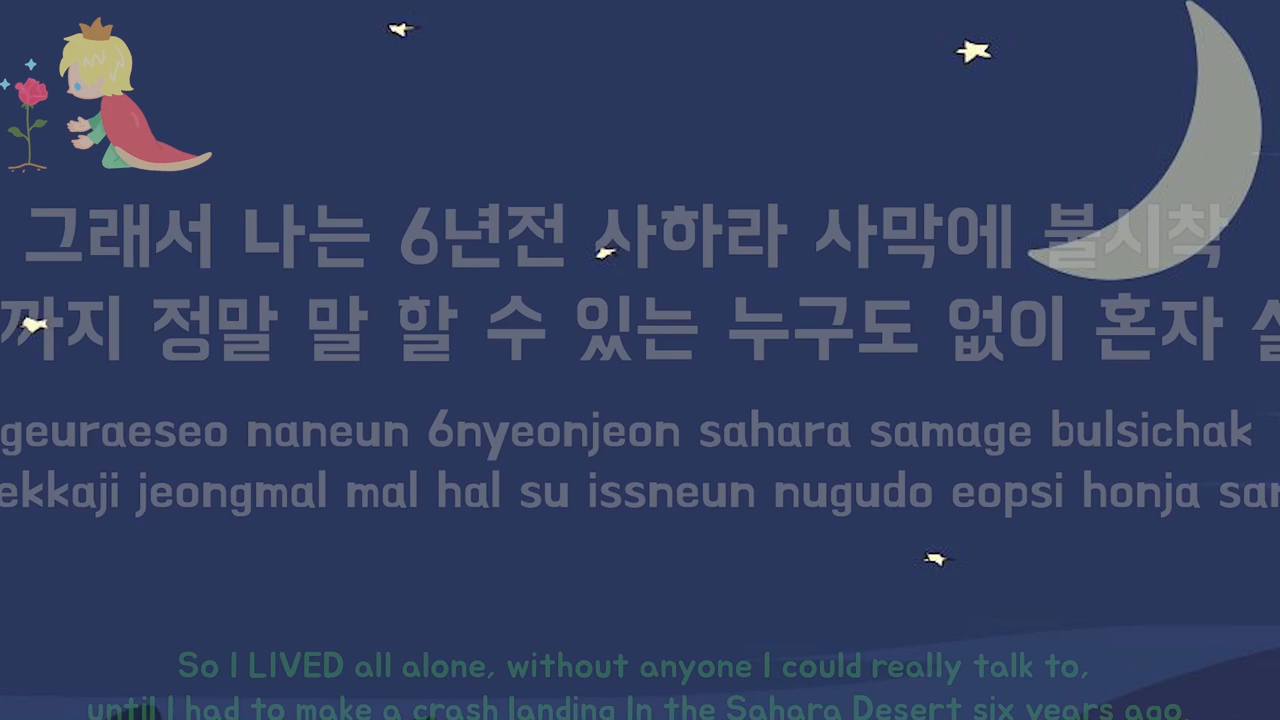 그래서 나는 6년전 사하라 사막에 불시착
까지 정말 말 할 수 있는 누구도 없이 혼자
geuraeseo naneun 6nyeonjeon sahara samage bulsichak
ekkaji jeongmal mal hal su issneun nugudo eopsi honja
So I LIVED all alone, without anyone I could really talk to,
until I had to make a crash landing In the Sahara Desert six years ago